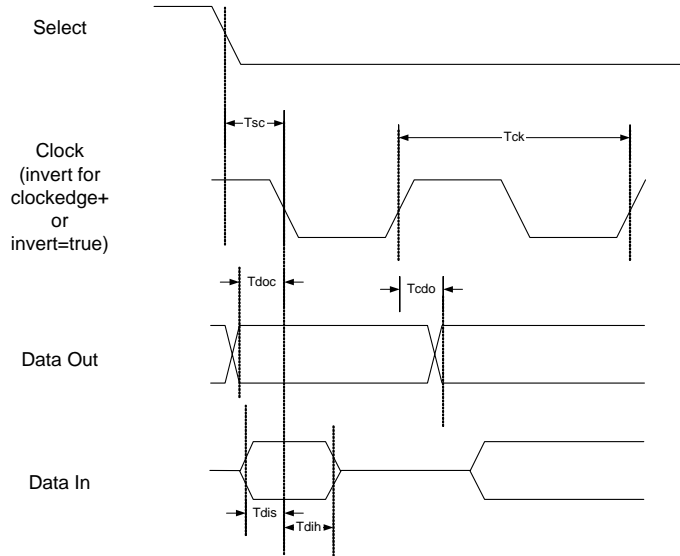 Select
Tsc
Tck
Clock
(invert for
clockedge+
or
invert=true)
Tdoc
Tcdo
Data Out
Data In
Tdis
Tdih